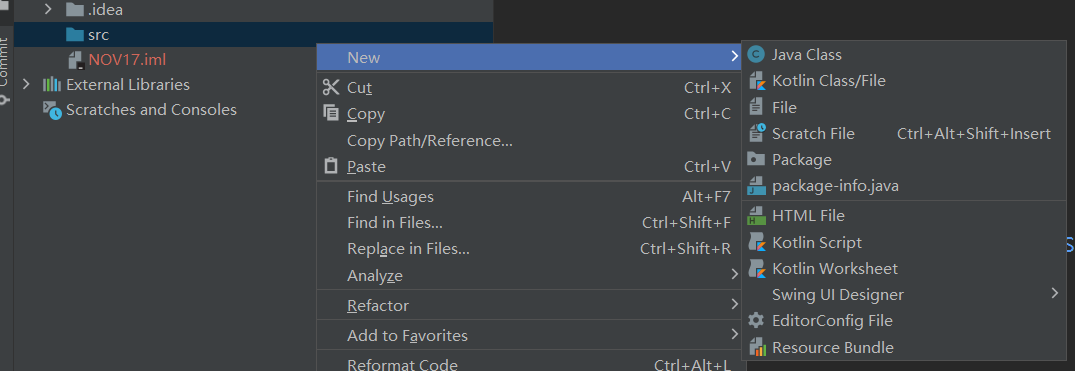 .idea
src
NOV17.iml
External Libraries
Scratches and Consoles
Commit
New
Cut Ctrl+X
Copy Ctrl+C
Copy Path/Reference...
Paste Ctrl+V
Find Usages Alt+F7
Find in Files... Ctrl+Shift+F
Replace in Files... Ctrl+Shift+R
Analyze
Refactor
Add to Favorites
Reformat Code Ctrl+Alt+L
Java Class
Kotlin Class/File
File
Scratch File Ctrl+Alt+Shift+Insert
Package
package-info.java
HTML File
Kotlin Script
Kotlin Worksheet
Swing UI Designer
EditorConfig File
Resource Bundle